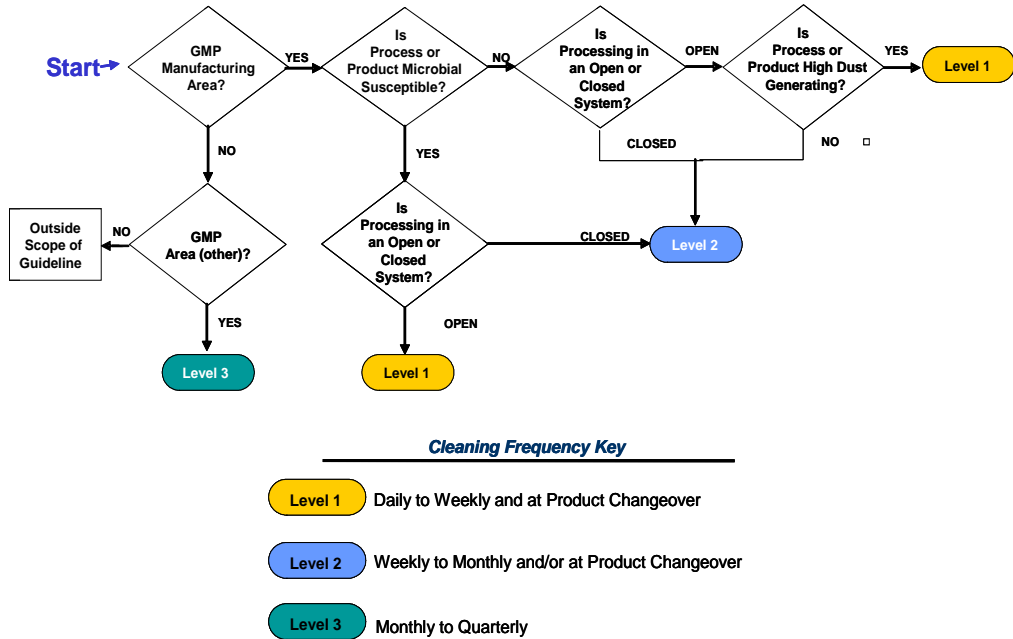 Start
GMP
Manufacturing
Area?
YES
Is
Process or
Product Microbial
Susceptible?
NO
Is
Processing in
an Open or
Closed
System?
OPEN
Is
Process or
Product High Dust
Generating?
YES
Level 1
NO
YES
CLOSED
NO
Outside
Scope of
Guideline
NO
GMP
Area (other)?
Is
Processing in
an Open or
Closed
System?
CLOSED
Level 2
YES
OPEN
Level 3
Level 1
Cleaning Frequency Key
Level 1 Daily to Weekly and at Product Changeover
Level 2 Weekly to Monthly and/or at Product Changeover
Level 3 Monthly to Quarterly